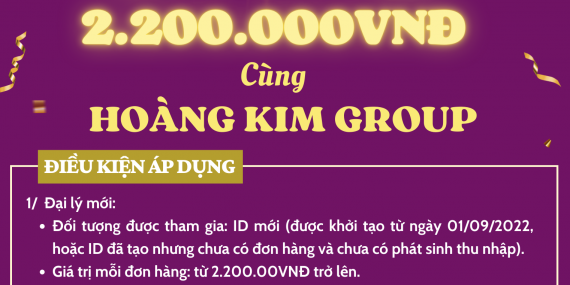 2.200.000VNĐ
Cùng
HOÀNG KIM GROUP
ĐIỀU KIỆN ÁP DỤNG
1/ Đại lý mới:
• Đối tượng được tham gia: ID mới (được khởi tạo từ ngày 01/09/2022,
hoặc ID đã tạo nhưng chưa có đơn hàng và chưa có phát sinh thu nhập).
• Giá trị mỗi đơn hàng: từ 2.200.00VNĐ trở lên.